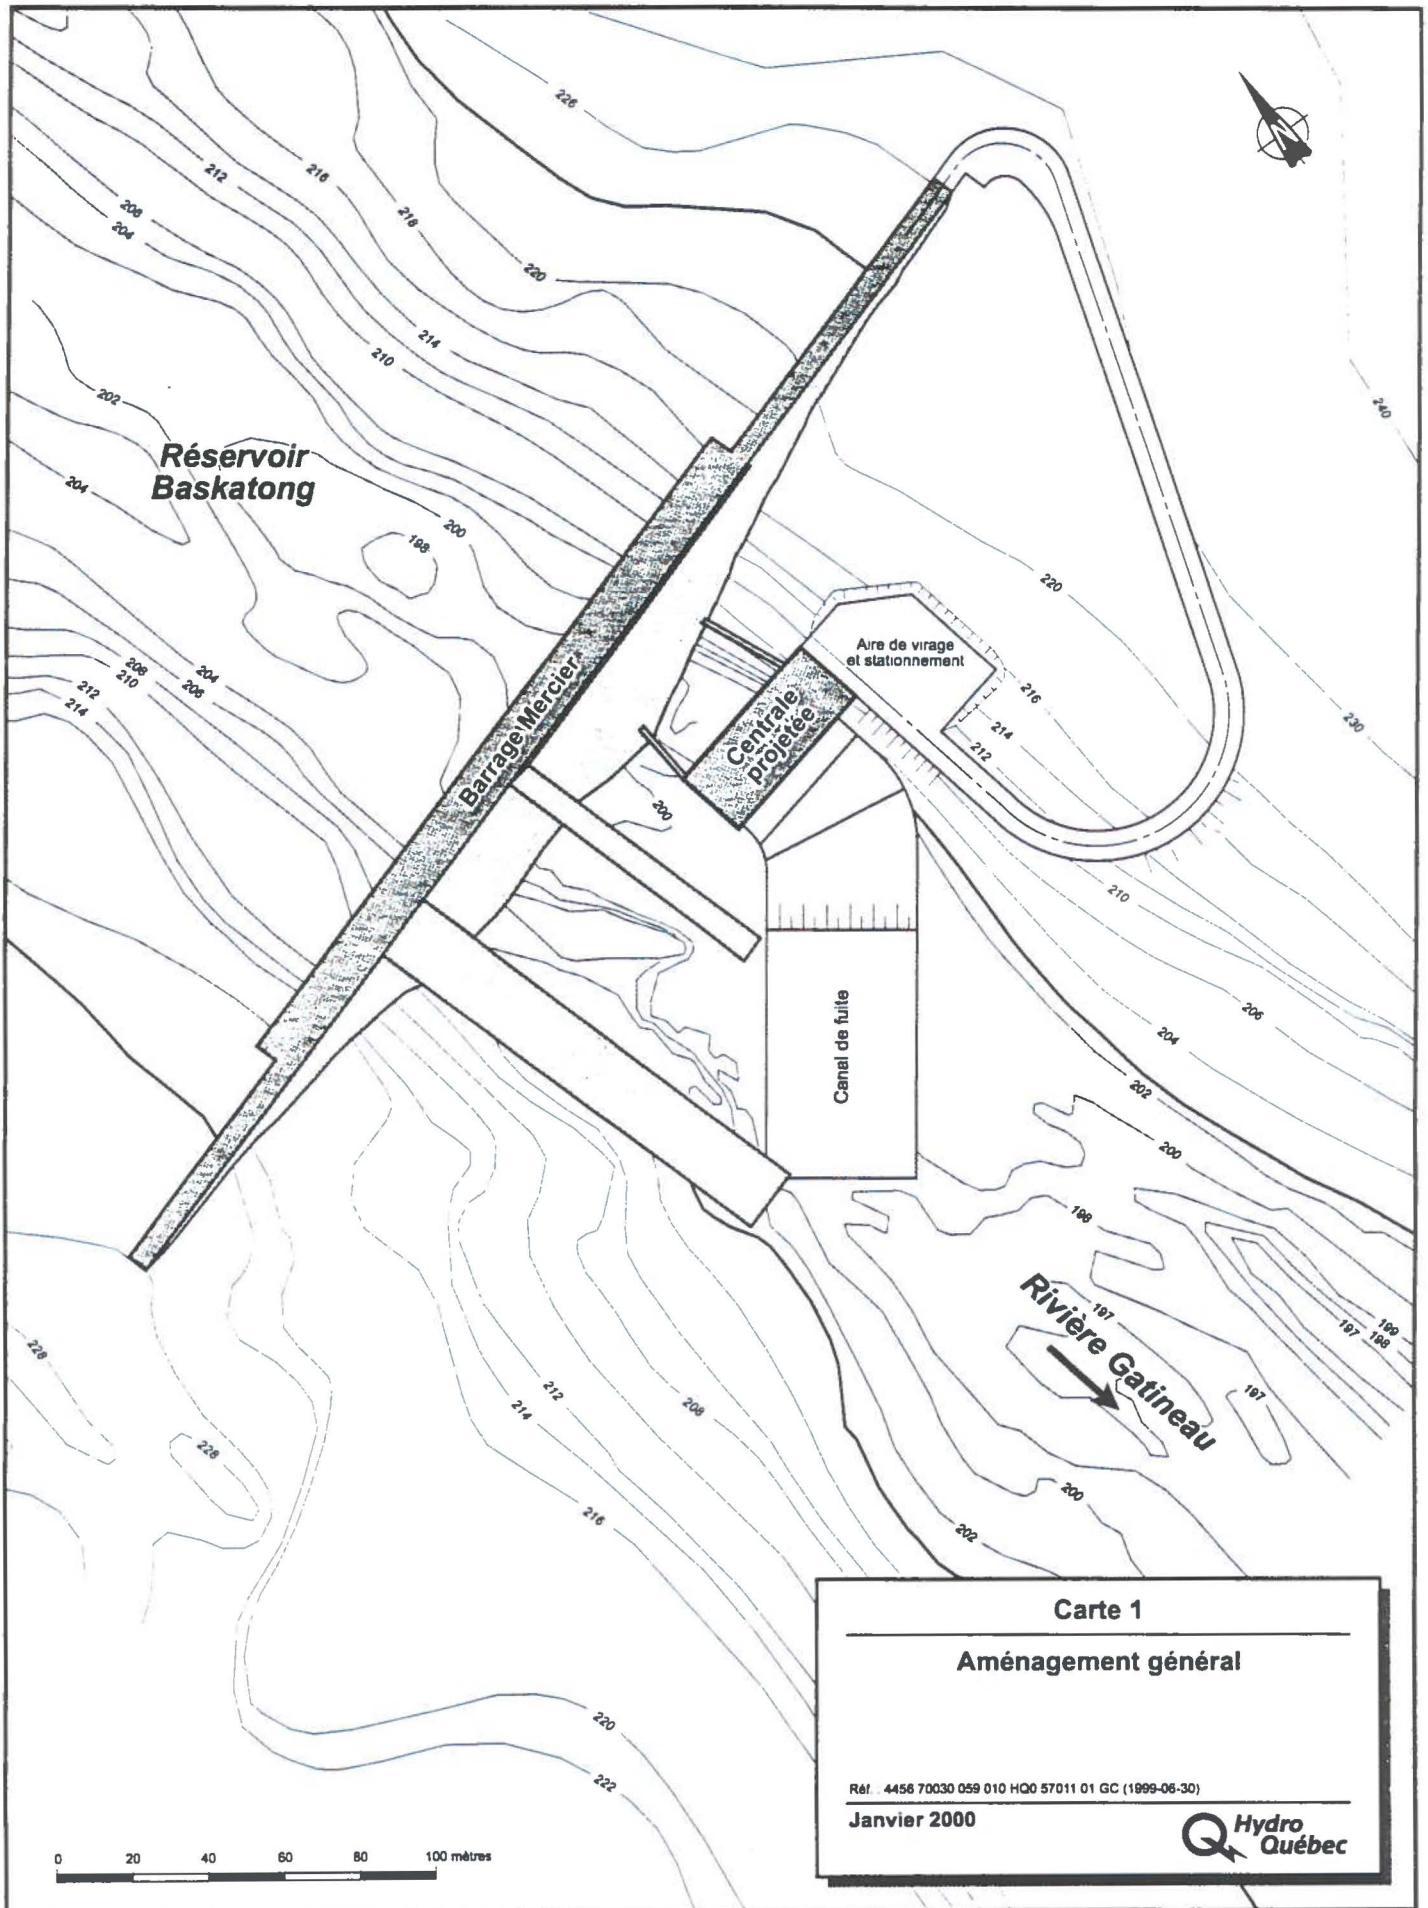 226
216
212
218
208
204
220
214
210
202
240
Réservoir
Baskatong
204
200
198
220
Aire de virage
et stationnement
204
208
206
210
212
214
216
214
212
230
Barrage Mercier
Centrale
projetée
200
210
Canal de fuite
206
204
202
200
198
Rivière Gatineau
197
199
198
197
197
228
212
214
208
228
200
216
202
220
222
Carte 1
Aménagement général
Réf. : 4456 70030 059 010 HQ0 57011 01 GC (1999-06-30)
Janvier 2000
Hydro
Québec
0 20 40 60 80 100 mètres